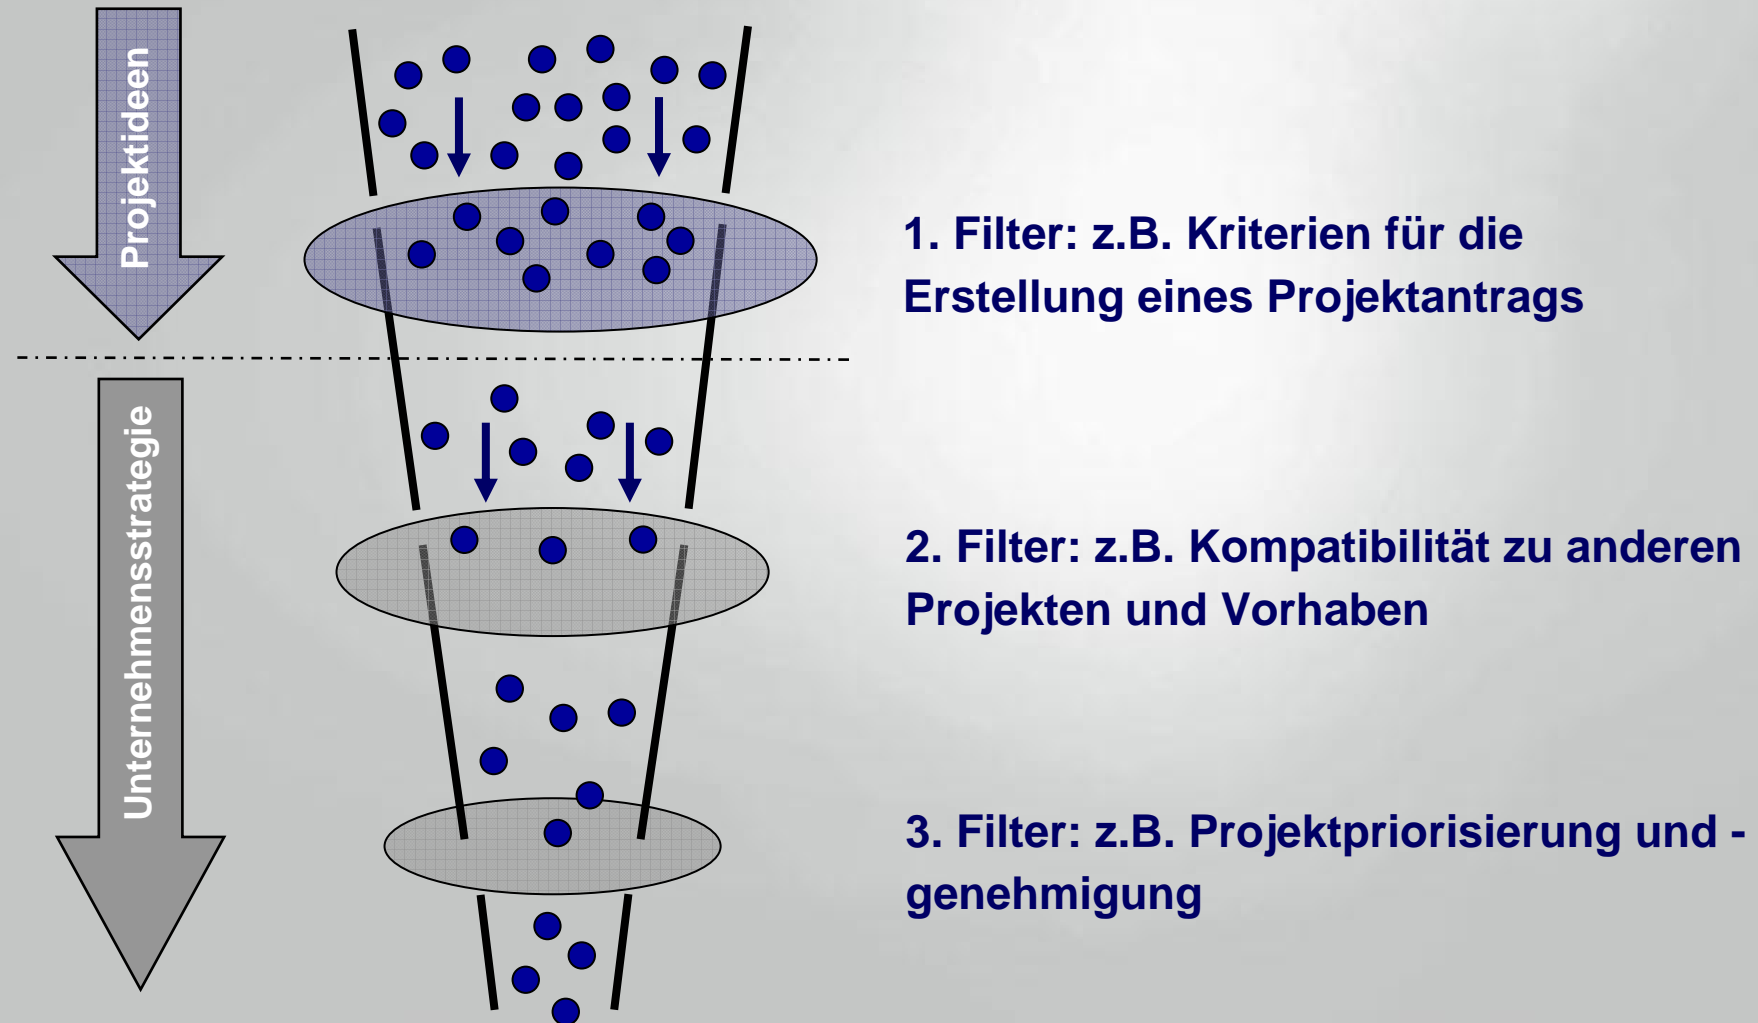 Projektideen
1. Filter: z.B. Kriterien für die
Erstellung eines Projektantrags
Unternehmensstrategie
2. Filter: z.B. Kompatibilität zu anderen
Projekten und Vorhaben
3. Filter: z.B. Projektpriorisierung und -
genehmigung